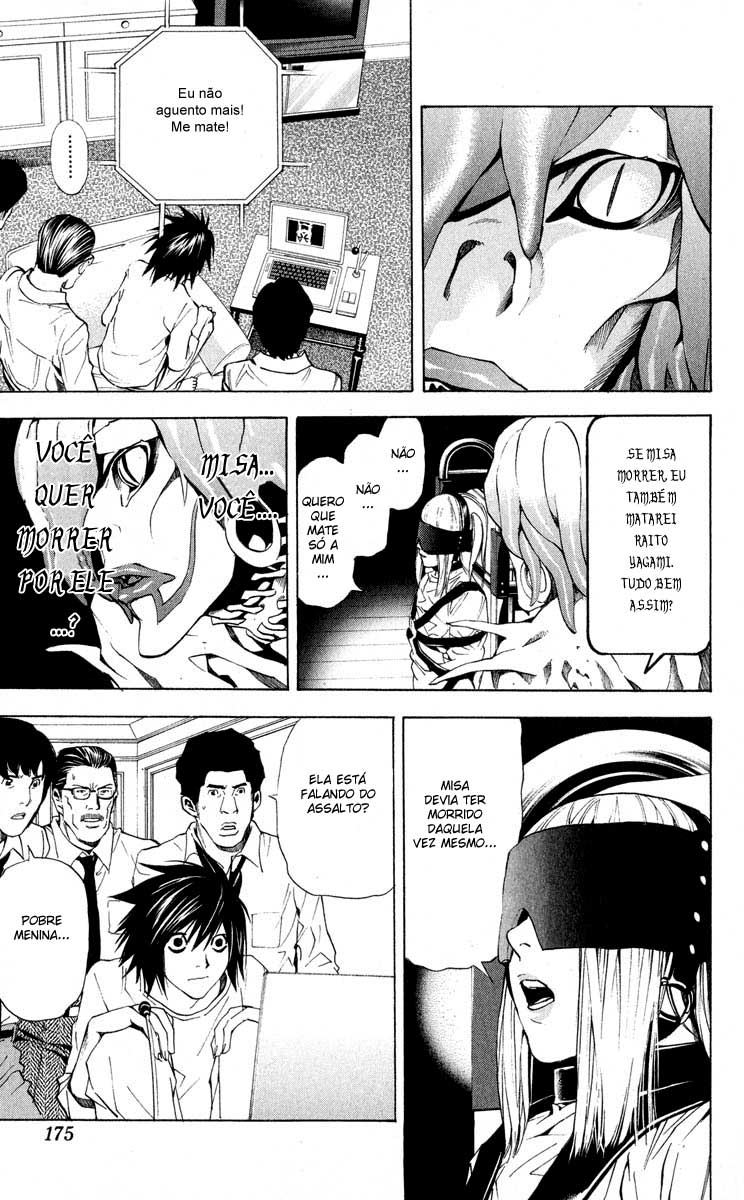 Eu não
aguento mais!
Me mate!
........
SE MISA
MORRER, EU
TAMBÉM
MATAREI
RAITO
YAGAMI.
TUDO BEM
ASSIM?
NÃO
...
NÃO
...
QUERO
QUE
MATE
SÓ A
MIM
...
MISA...
VOCÊ....
VOCÊ
QUER
MORRER
POR ELE
...?
MISA
DEVIA TER
MORRIDO
DAQUELA
VEZ MESMO...
ELA ESTÁ
FALANDO DO
ASSALTO?
POBRE
MENINA...
175